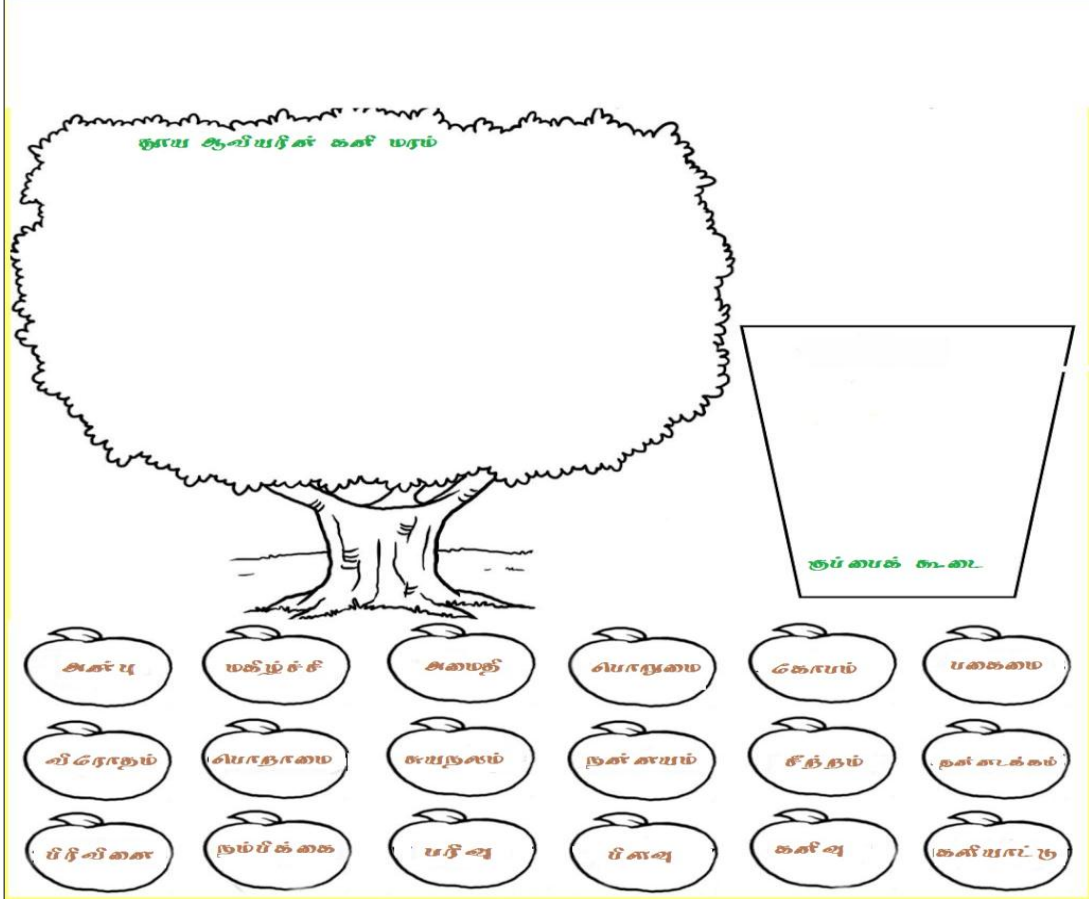 தூய ஆவியரின் கனி மரம்
குப்பைக் கூடை
அன்பு மகிழ்ச்சி அமைதி பொறுமை கோபம் பகைமை
விரோதம் பொறாமை சுயநலம் நன்னயம் சீற்றம் தன்னடக்கம்
பிரிவினை நம்பிக்கை பரிவு பிளவு கனிவு களியாட்டு